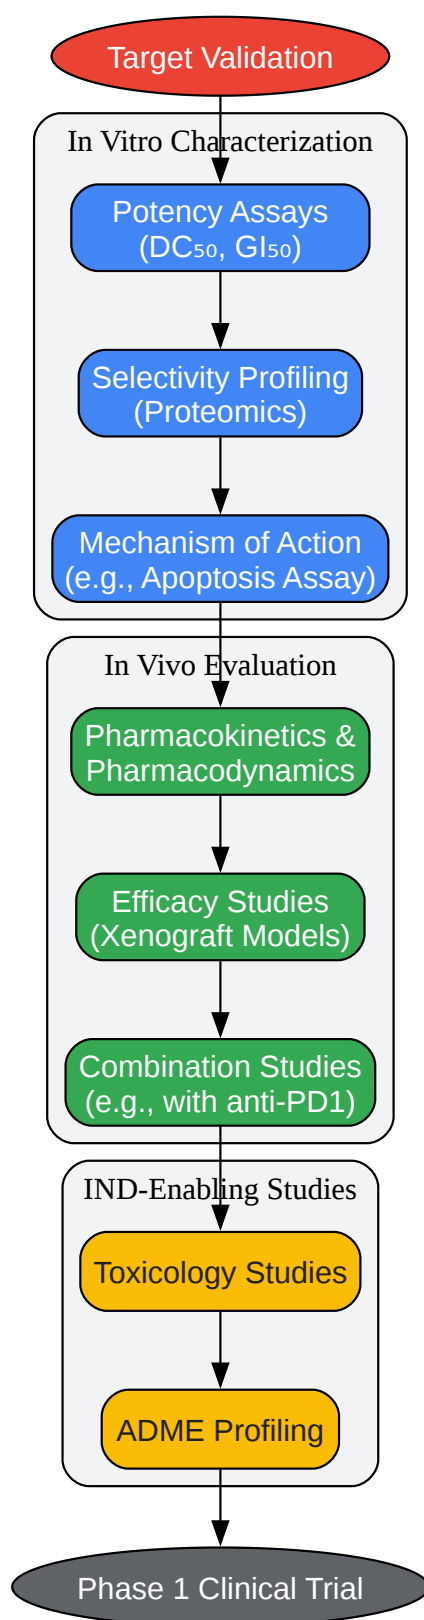 Target Validation
In Vitro Characterization
Potency Assays
(DC₅₀, GI₅₀)
Selectivity Profiling
(Proteomics)
Mechanism of Action
(e.g., Apoptosis Assay)
In Vivo Evaluation
Pharmacokinetics &
Pharmacodynamics
Efficacy Studies
(Xenograft Models)
Combination Studies
(e.g., with anti-PD1)
IND-Enabling Studies
Toxicology Studies
ADME Profiling
Phase 1 Clinical Trial